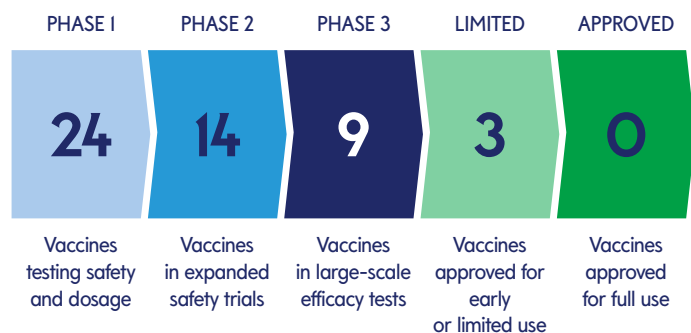 PHASE 1
PHASE 2
PHASE 3
LIMITED
APPROVED
24
14
9
3
0
Vaccines
testing safety
and dosage
Vaccines
in expanded
safety trials
Vaccines
in large-scale
efficacy tests
Vaccines
approved for
early
or limited use
Vaccines
approved
for full use